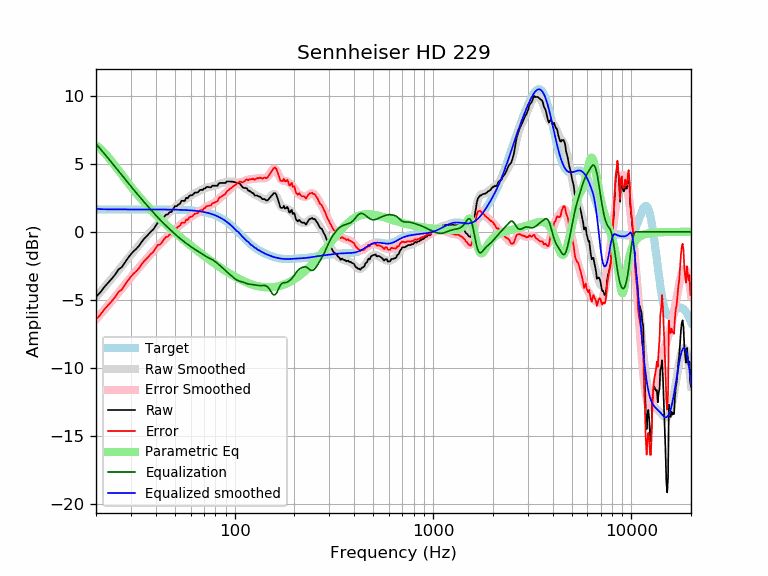 Sennheiser HD 229
Amplitude (dBr)
10
5
0
−5
−10
−15
−20
Target
Raw Smoothed
Error Smoothed
Raw
Error
Parametric Eq
Equalization
Equalized smoothed
100
1000
10000
Frequency (Hz)